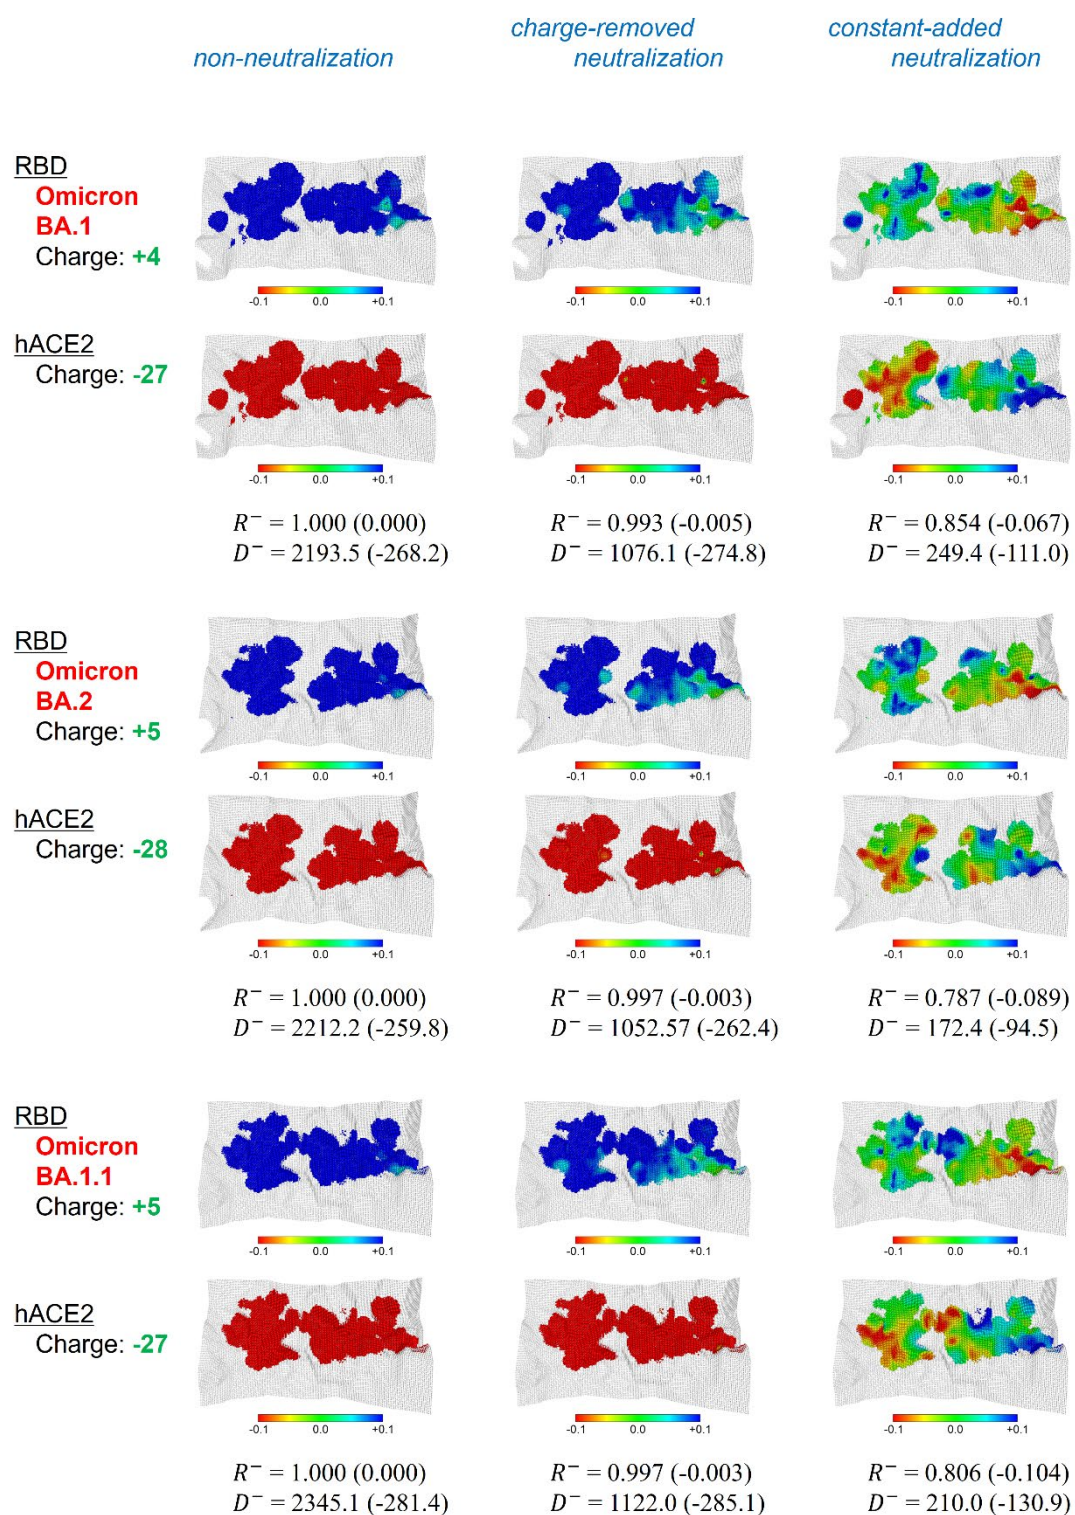 non-neutralization
charge-removed
neutralization
constant-added
neutralization
RBD
Omicron
BA.1
Charge: +4
-0.1 0.0 +0.1
-0.1 0.0 +0.1
-0.1 0.0 +0.1
hACE2
Charge: -27
-0.1 0.0 +0.1
-0.1 0.0 +0.1
-0.1 0.0 +0.1
R⁻ = 1.000 (0.000)
D⁻ = 2193.5 (-268.2)
R⁻ = 0.993 (-0.005)
D⁻ = 1076.1 (-274.8)
R⁻ = 0.854 (-0.067)
D⁻ = 249.4 (-111.0)
RBD
Omicron
BA.2
Charge: +5
-0.1 0.0 +0.1
-0.1 0.0 +0.1
-0.1 0.0 +0.1
hACE2
Charge: -28
-0.1 0.0 +0.1
-0.1 0.0 +0.1
-0.1 0.0 +0.1
R⁻ = 1.000 (0.000)
D⁻ = 2212.2 (-259.8)
R⁻ = 0.997 (-0.003)
D⁻ = 1052.57 (-262.4)
R⁻ = 0.787 (-0.089)
D⁻ = 172.4 (-94.5)
RBD
Omicron
BA.1.1
Charge: +5
-0.1 0.0 +0.1
-0.1 0.0 +0.1
-0.1 0.0 +0.1
hACE2
Charge: -27
-0.1 0.0 +0.1
-0.1 0.0 +0.1
-0.1 0.0 +0.1
R⁻ = 1.000 (0.000)
D⁻ = 2345.1 (-281.4)
R⁻ = 0.997 (-0.003)
D⁻ = 1122.0 (-285.1)
R⁻ = 0.806 (-0.104)
D⁻ = 210.0 (-130.9)